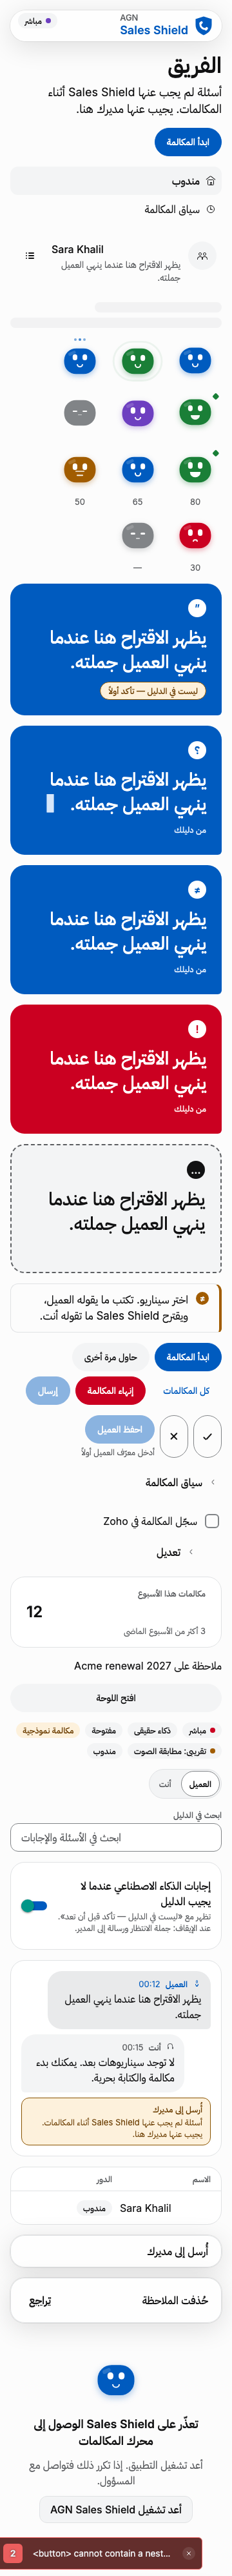 AGN
Sales Shield
مباشر
الفريق
أسئلة لم يجب عنها Sales Shield أثناء
المكالمات. يجيب عنها مديرك هنا.
ابدأ المكالمة
مندوب
سياق المكالمة
Sara Khalil
يظهر الاقتراح هنا عندما ينهي العميل
جملته.
80
65
50
30
—
”
يظهر الاقتراح هنا عندما
ينهي العميل جملته.
ليست في الدليل — تأكد أولاً
؟
يظهر الاقتراح هنا عندما
ينهي العميل جملته.
من دليلك
≠
يظهر الاقتراح هنا عندما
ينهي العميل جملته.
من دليلك
!
يظهر الاقتراح هنا عندما
ينهي العميل جملته.
من دليلك
…
يظهر الاقتراح هنا عندما
ينهي العميل جملته.
≠
اختر سيناريو. تكتب ما يقوله العميل،
ويقترح Sales Shield ما تقوله أنت.
ابدأ المكالمة
حاول مرة أخرى
كل المكالمات
إنهاء المكالمة
إرسال
احفظ العميل
أدخل معرّف العميل أولاً
سياق المكالمة
سجّل المكالمة في Zoho
تعديل
مكالمات هذا الأسبوع
12
3 أكثر من الأسبوع الماضي
ملاحظة على Acme renewal 2027
افتح اللوحة
مباشر
ذكاء حقيقي
مفتوحة
مكالمة نموذجية
تقريبي: مطابقة الصوت
مندوب
العميل
أنت
ابحث في الدليل
ابحث في الأسئلة والإجابات
إجابات الذكاء الاصطناعي عندما لا
يجيب الدليل
تظهر مع «ليست في الدليل — تأكد قبل أن تعد».
عند الإيقاف: جملة الانتظار ورسالة إلى المدير.
العميل 00:12
يظهر الاقتراح هنا عندما ينهي العميل
جملته.
أنت 00:15
لا توجد سيناريوهات بعد. يمكنك بدء
مكالمة والكتابة بحرية.
أُرسل إلى مديرك
أسئلة لم يجب عنها Sales Shield أثناء المكالمات.
يجيب عنها مديرك هنا.
الاسم
الدور
Sara Khalil
مندوب
أُرسل إلى مديرك
حُذفت الملاحظة
تراجع
تعذّر على Sales Shield الوصول إلى
محرك المكالمات
أعد تشغيل التطبيق. إذا تكرر ذلك فتواصل مع
المسؤول.
أعد تشغيل AGN
2
<button> cannot contain a nest...